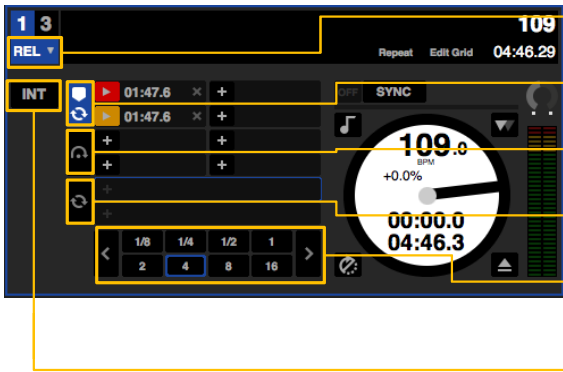 1 3 109
REL ▼ Repeat Edit Grid 04:46.29
INT 01:47.6 × + OFF SYNC
01:47.6 × +
+ +
+ +
+
+
109.0
BPM
+0.0%
00:00.0
04:46.3
< 1/8 1/4 1/2 1 >
2 4 8 16